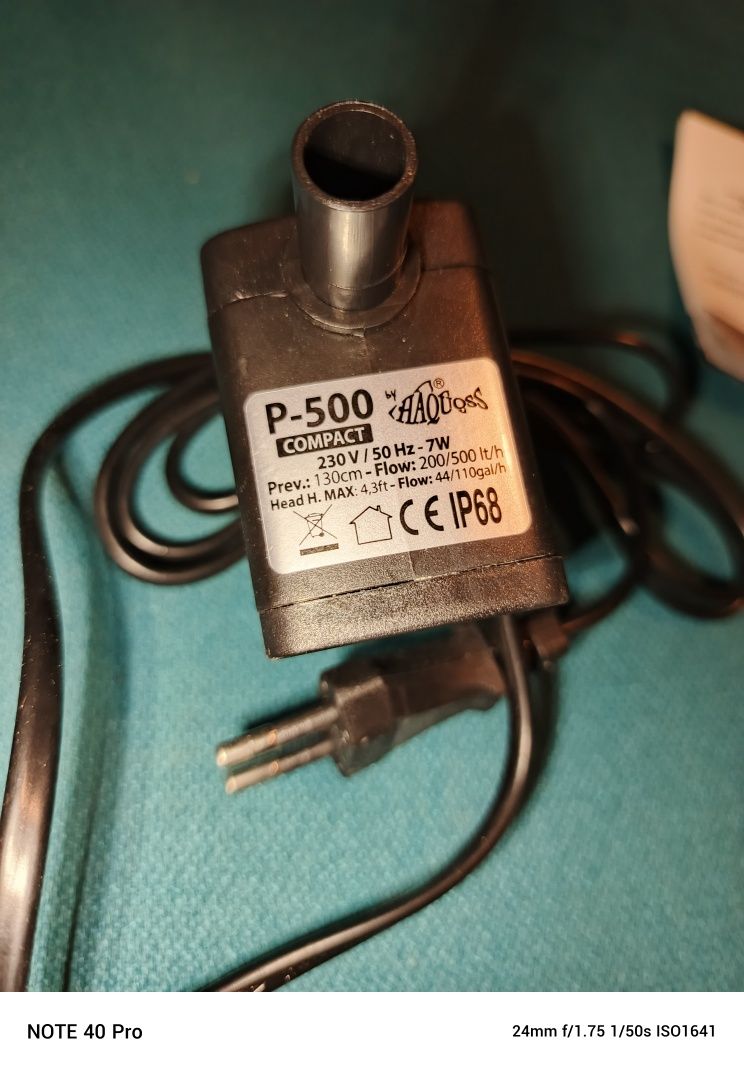 P-500 by HAQUOSS ®
COMPACT
230 V / 50 Hz - 7W
Prev.: 130cm - Flow: 200/500 lt/h
Head H. MAX: 4,3ft - Flow: 44/110gal/h
CE IP68
NOTE 40 Pro
24mm f/1.75 1/50s ISO1641